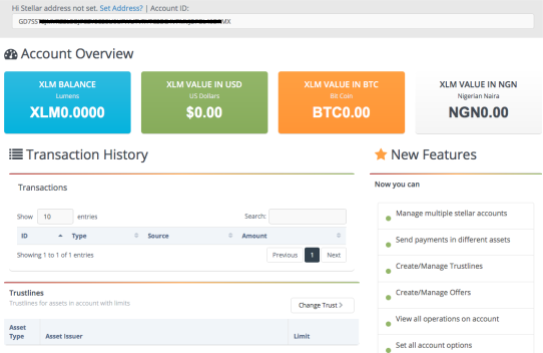 Hi Stellar address not set. Set Address? | Account ID:
Account Overview
XLM BALANCE
Lumens
XLM0.0000
XLM VALUE IN USD
US Dollars
$0.00
XLM VALUE IN BTC
Bit Coin
BTC0.00
XLM VALUE IN NGN
Nigerian Naira
NGN0.00
Transaction History
Transactions
Show 10 entries
Search:
ID Type Source Amount
Showing 1 to 1 of 1 entries
Previous 1 Next
Trustlines
Trustlines for assets in account with limits
Change Trust >
Asset Type Asset Issuer Limit
New Features
Now you can
Manage multiple stellar accounts
Send payments in different assets
Create/Manage Trustlines
Create/Manage Offers
View all operations on account
Set all account options